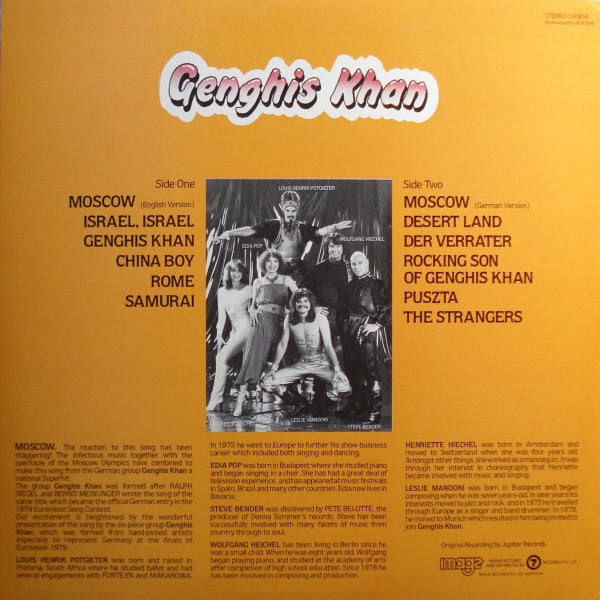 STEREO
Genghis Khan
Side One
MOSCOW (English Version)
ISRAEL, ISRAEL
GENGHIS KHAN
CHINA BOY
ROME
SAMURAI
LOUIS HENRIK POTGIETER
WOLFGANG HIECHEL
EDIA POP
LESLIE MANDOKI
STEVE BENDER
Side Two
MOSCOW (German Version)
DESERT LAND
DER VERRATER
ROCKING SON
OF GENGHIS KHAN
PUSZTA
THE STRANGERS
MOSCOW. The reaction to this song has been
staggering! The infectious music together with the
spectacle of the Moscow Olympics have combined to
make this song from the German group Genghis Khan a
national Superhit.
The group Genghis Khan was formed after RALPH
SIEGEL and BERND MEINUNGER wrote the song of the
same title which became the official German entry in the
1979 Eurovision Song Contest.
Our excitement is heightened by the wonderful
presentation of the song by the six-piece group Genghis
Khan, which was formed from hand-picked artists
especially to represent Germany at the finals of
Eurovision 1979.
LOUIS HENRIK POTGIETER was born and raised in
Pretoria, South Africa where he studied ballet and had
several engagements with FONTEYN and MAKAROWA.
In 1975 he went to Europe to further his show-business
career which included both singing and dancing.
EDIA POP was born in Budapest where she studied piano
and began singing in a choir. She has had a great deal of
television experience, and has appeared at music festivals
in Spain, Brazil and many other countries. Edia now lives in
Bavaria.
STEVE BENDER was discovered by PETE BELOTTE, the
producer of Donna Summer's records. Steve has been
successfully involved with many facets of music from
country through to soul.
WOLFGANG HEICHEL has been living in Berlin since he
was a small child. When he was eight years old, Wolfgang
began playing piano, and studied at the academy of arts
after completion of high school education. Since 1976 he
has been involved in composing and production.
HENRIETTE HIECHEL was born in Amsterdam and
moved to Switzerland when she was four years old.
Amongst other things, she worked as a mannequin. It was
through her interest in choreography that Henriette
became involved with music and singing.
LESLIE MANDOKI was born in Budapest and began
composing when he was seven years-old. In later years his
interests moved to jazz and rock, and in 1975 he travelled
through Europe as a singer and band drummer. In 1978,
he moved to Munich which resulted in him being invited to
join Genghis Khan.
Original Recording by Jupiter Records
image
MANUFACTURED
AND DISTRIBUTED BY
7
RECORDS PTY LTD
IMAGE RECORDS PTY. LTD. AUSTRALIA